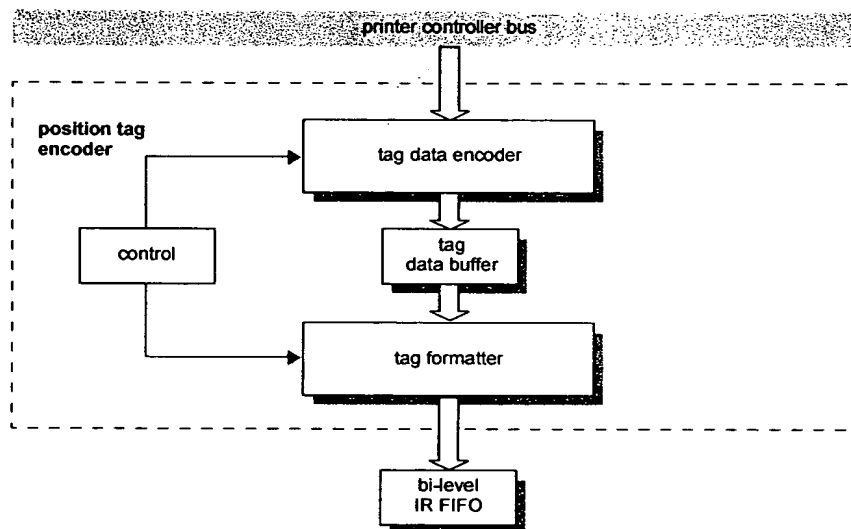 printer controller bus
position tag
encoder
tag data encoder
control
tag
data buffer
tag formatter
bi-level
IR FIFO